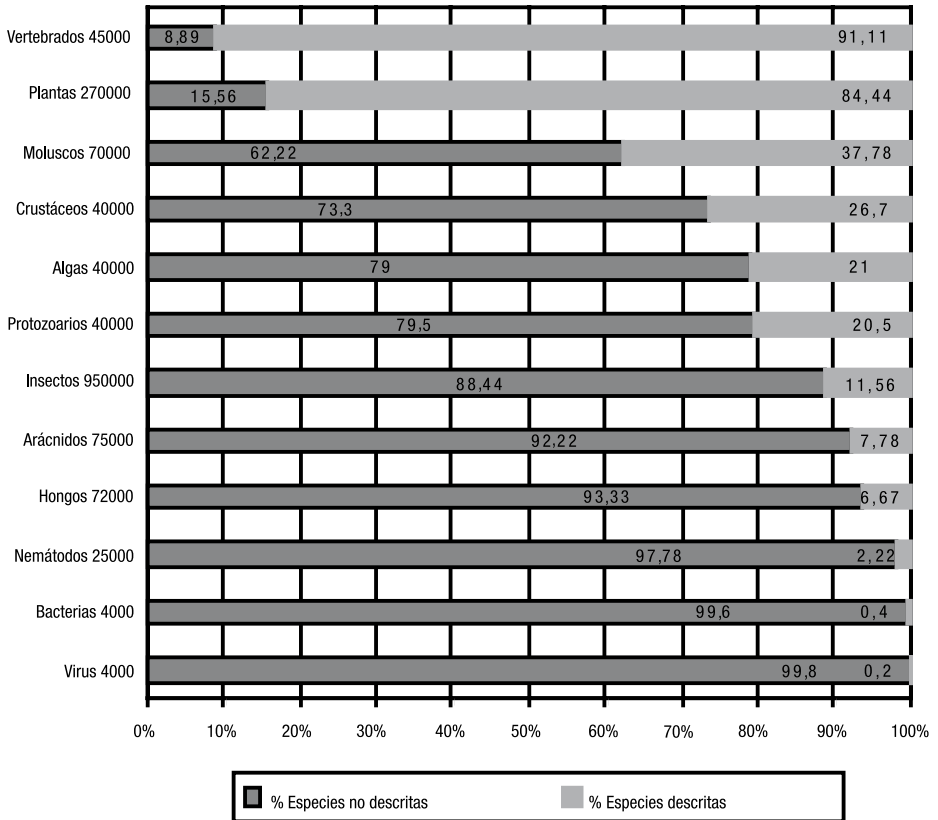 Vertebrados 45000 8,89 91,11
Plantas 270000 15,56 84,44
Moluscos 70000 62,22 37,78
Crustáceos 40000 73,3 26,7
Algas 40000 79 21
Protozoarios 40000 79,5 20,5
Insectos 950000 88,44 11,56
Arácnidos 75000 92,22 7,78
Hongos 72000 93,33 6,67
Nemátodos 25000 97,78 2,22
Bacterias 4000 99,6 0,4
Virus 4000 99,8 0,2
0% 10% 20% 30% 40% 50% 60% 70% 80% 90% 100%
% Especies no descritas % Especies descritas